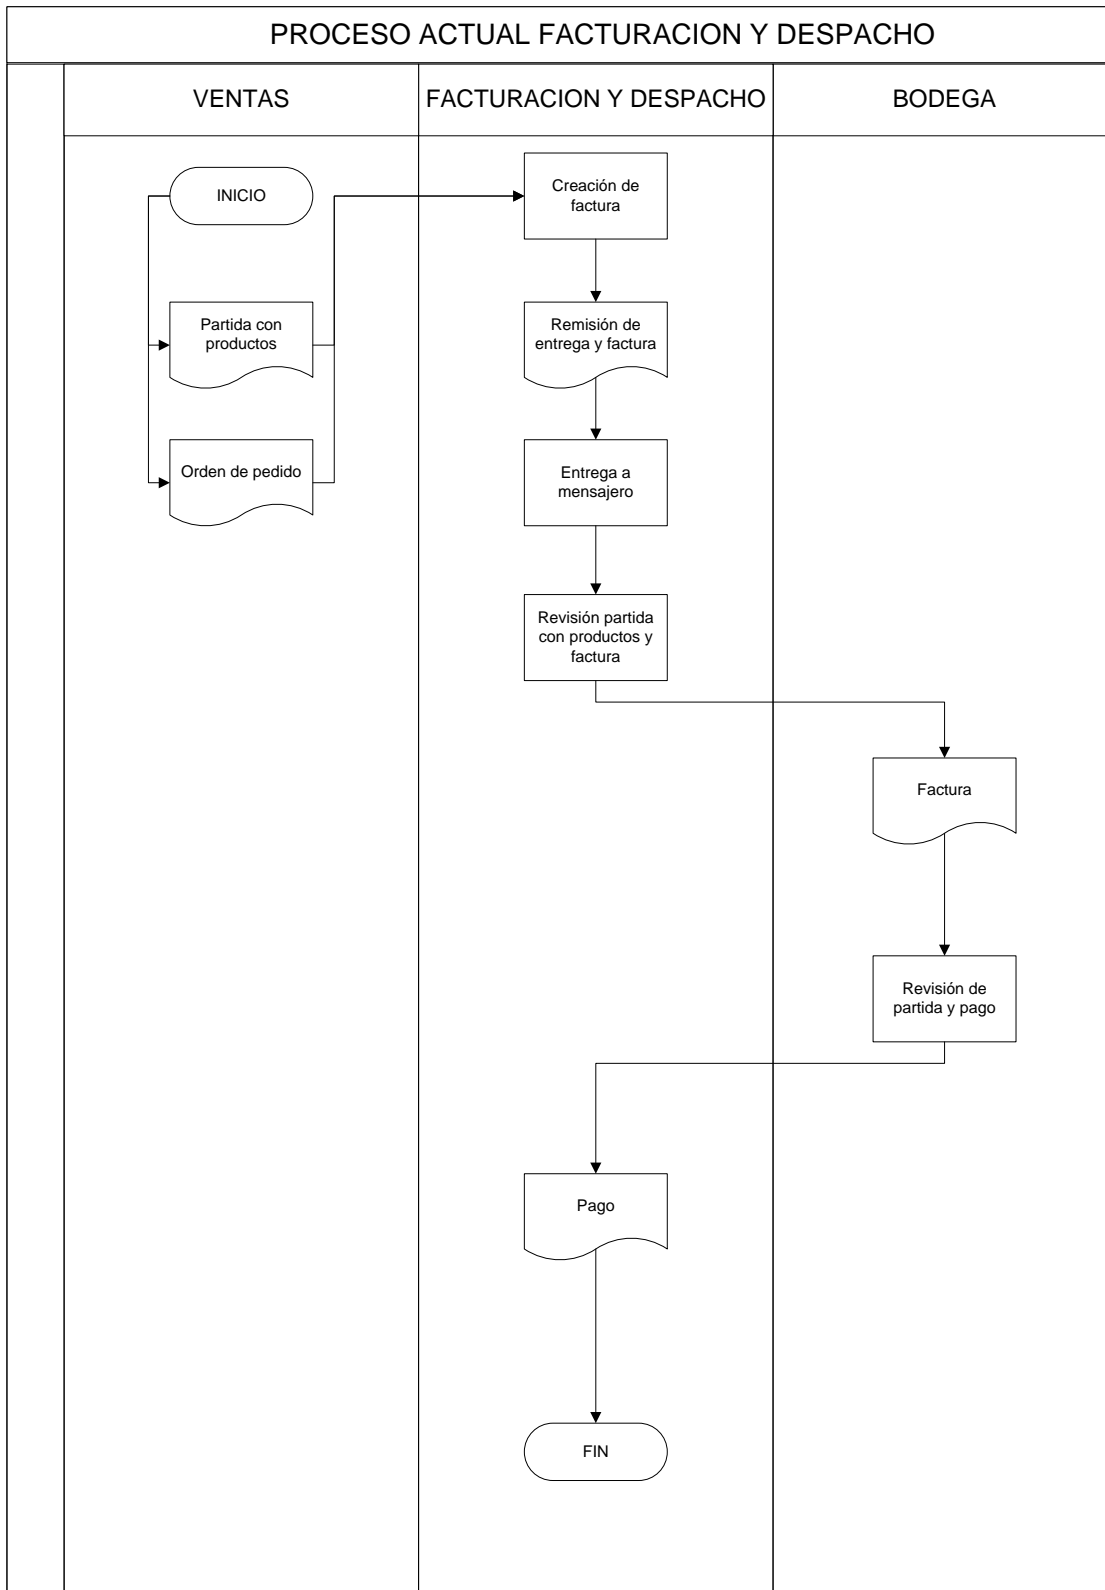 PROCESO ACTUAL FACTURACION Y DESPACHO
VENTAS
FACTURACION Y DESPACHO
BODEGA
INICIO
Creación de
factura
Partida con
productos
Remisión de
entrega y factura
Orden de pedido
Entrega a
mensajero
Revisión partida
con productos y
factura
Factura
Revisión de
partida y pago
Pago
FIN